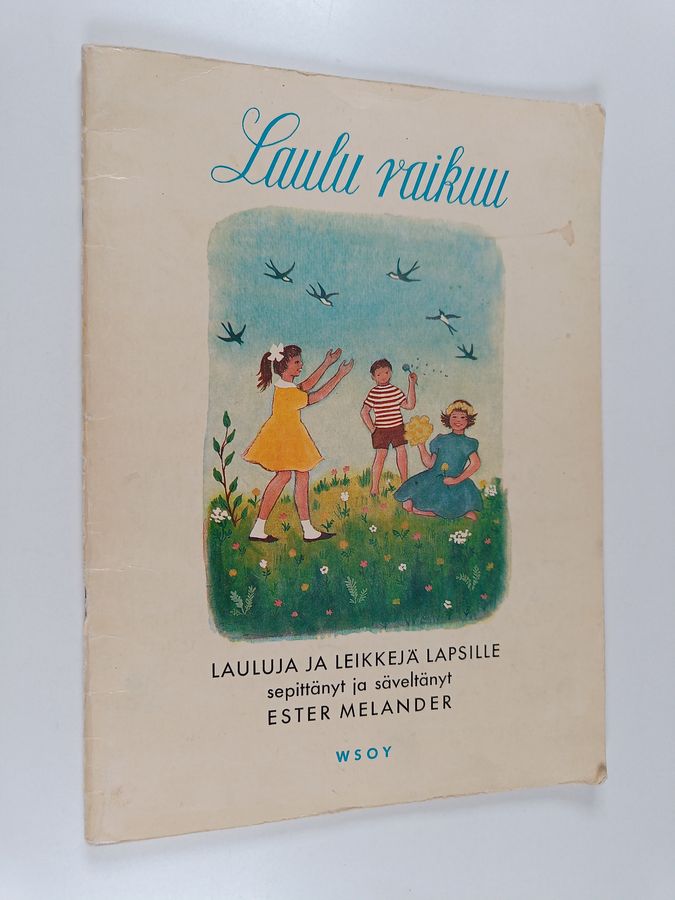 Laulu raikuu
LAULUJA JA LEIKKEJÄ LAPSILLE
sepittänyt ja säveltänyt
ESTER MELANDER
WSOY